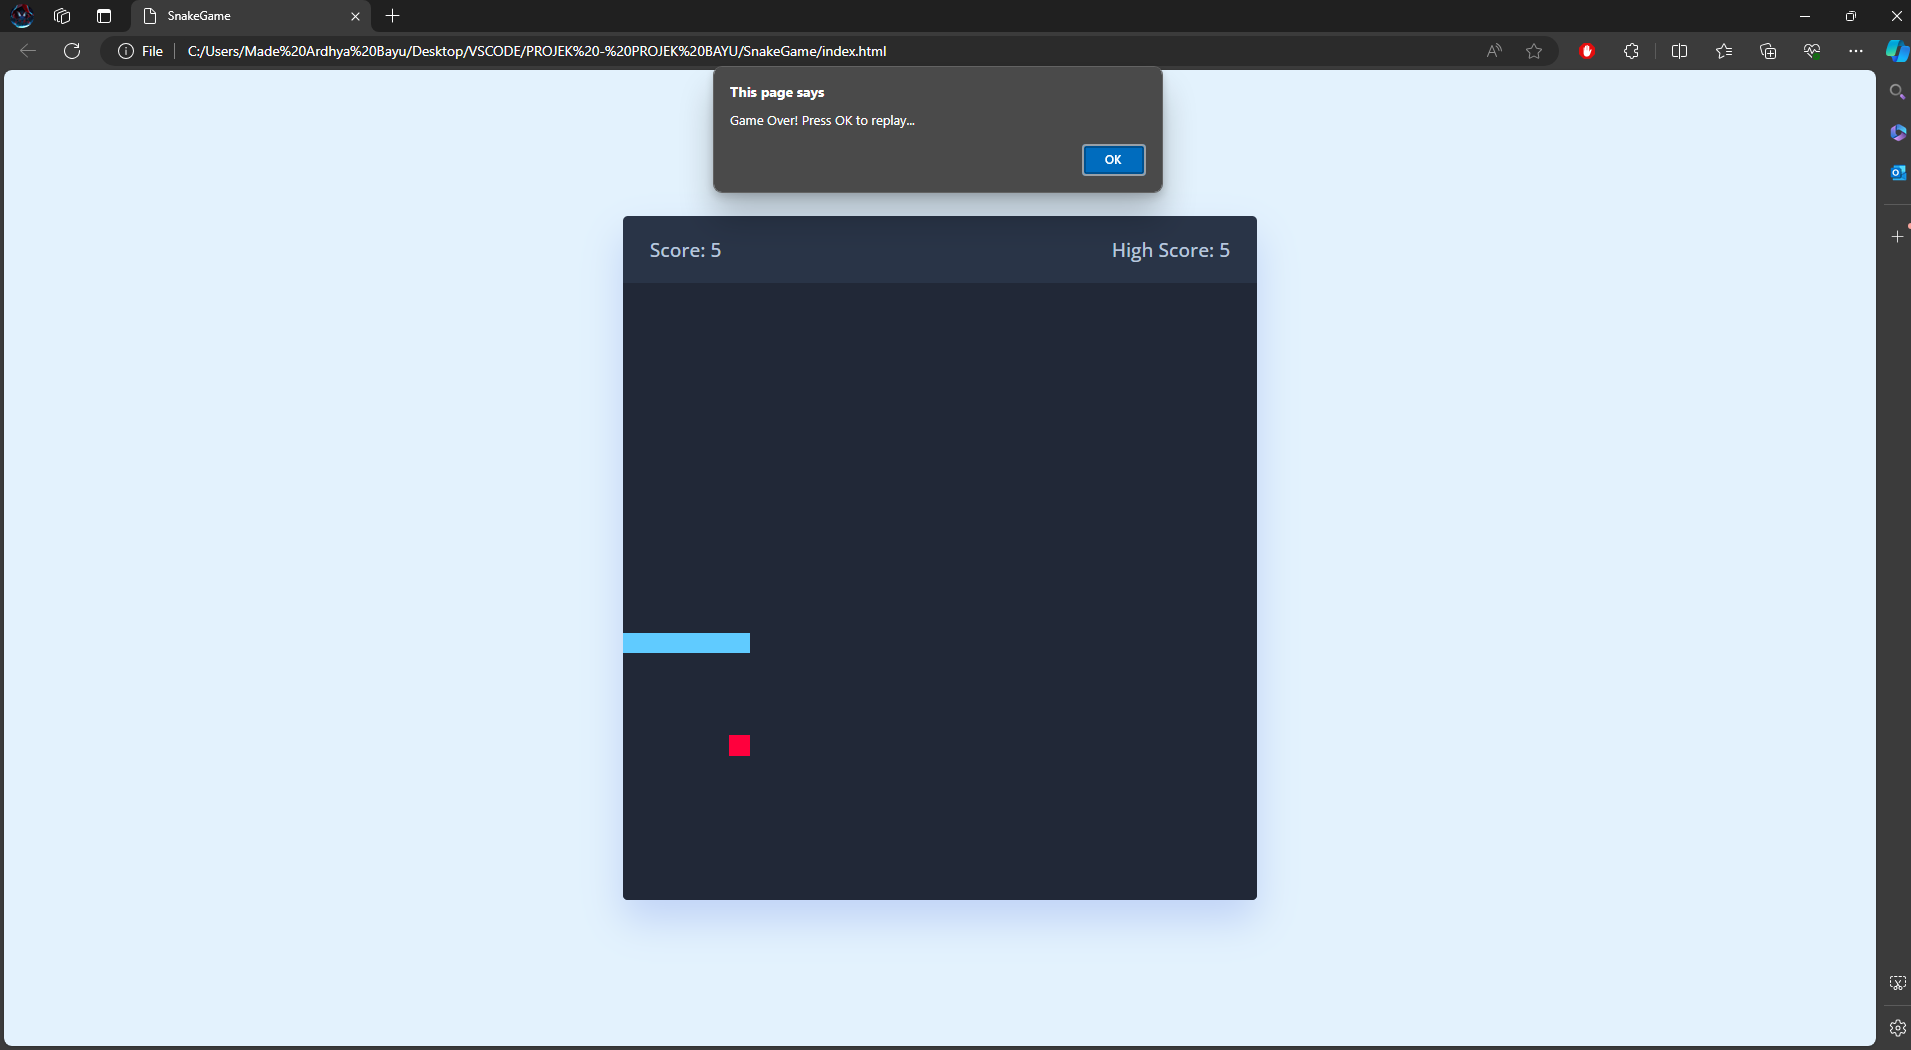 SnakeGame
File
C:/Users/Made%20Ardhya%20Bayu/Desktop/VSCODE/PROJEK%20-%20PROJEK%20BAYU/SnakeGame/index.html
This page says
Game Over! Press OK to replay...
OK
Score: 5
High Score: 5